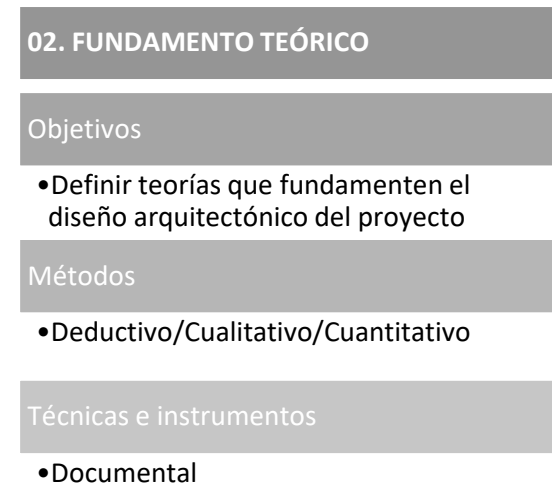 02. FUNDAMENTO TEÓRICO
Objetivos
•Definir teorías que fundamenten el
diseño arquitectónico del proyecto
Métodos
•Deductivo/Cualitativo/Cuantitativo
Técnicas e instrumentos
•Documental